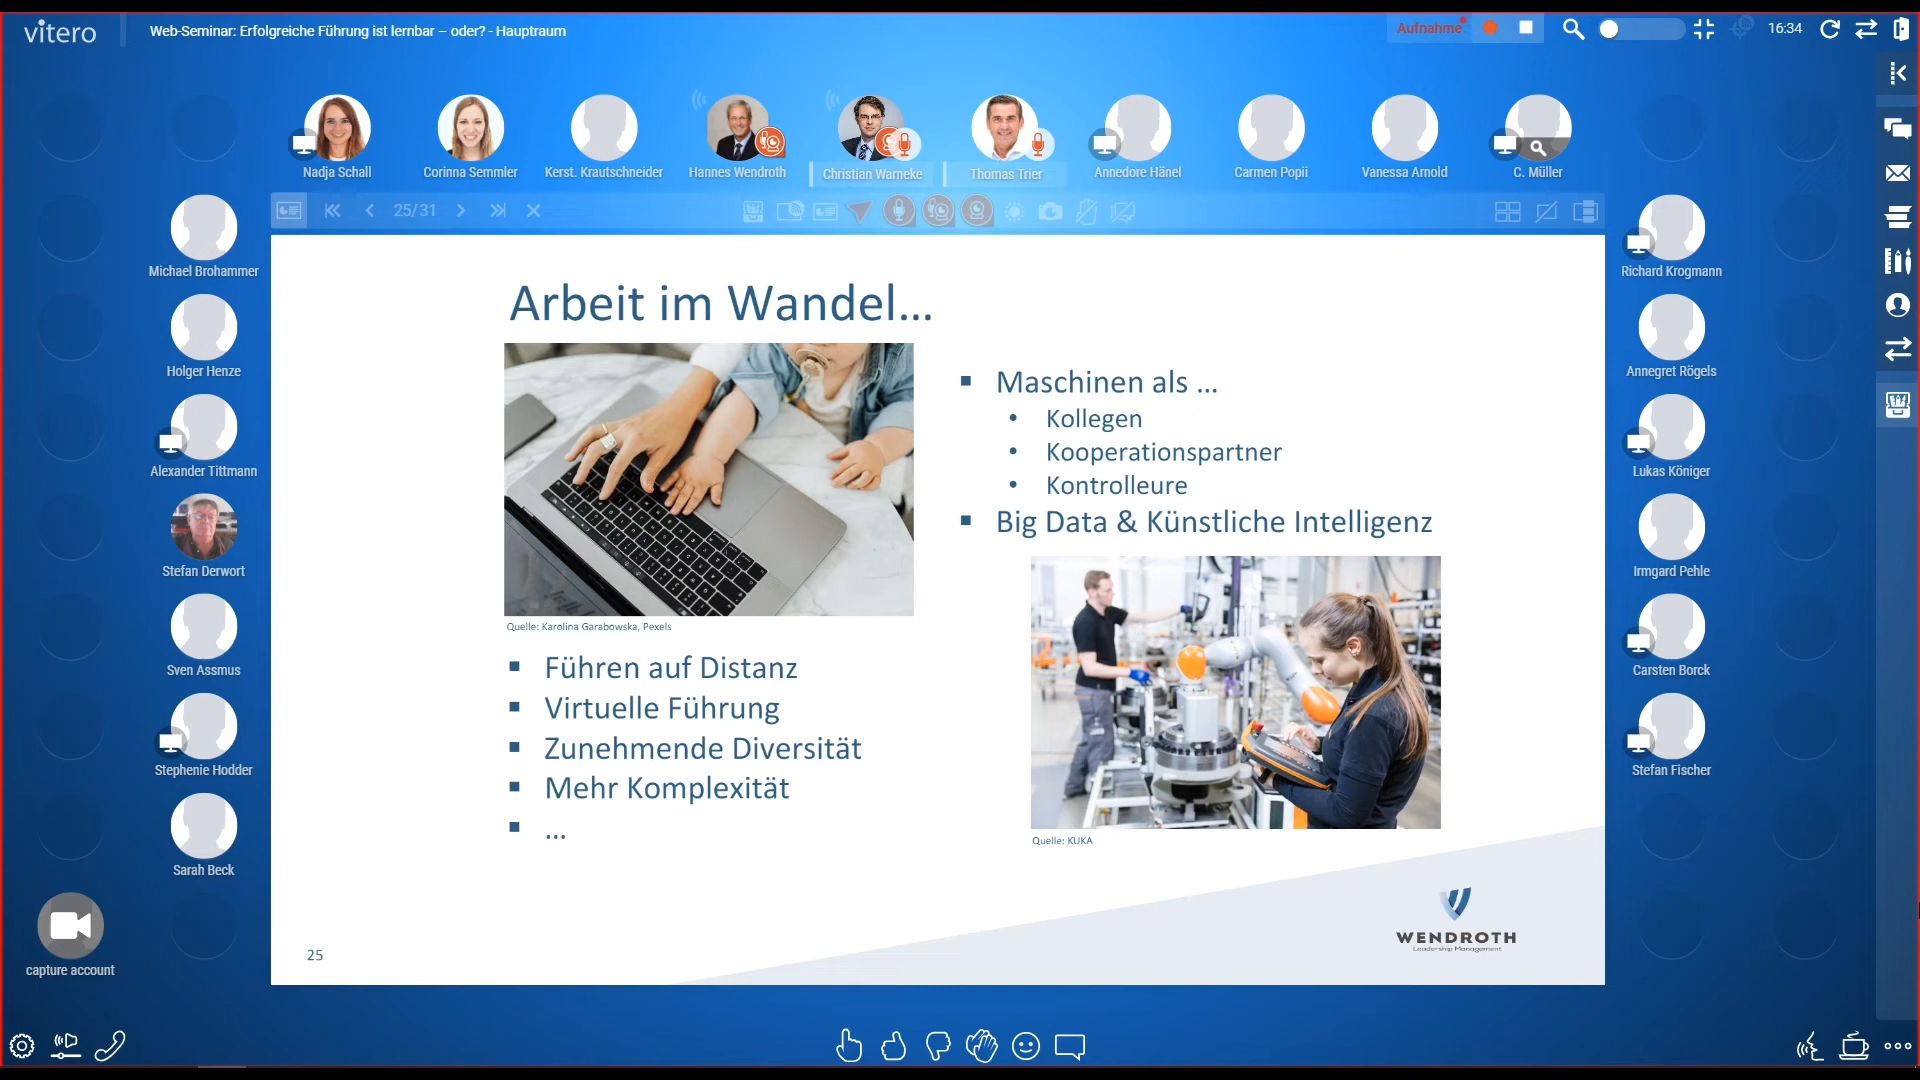 vitero
Web-Seminar: Erfolgreiche Führung ist lernbar – oder? - Hauptraum
Aufnahme
16:34
Nadja Schall
Corinna Semmler
Kerst. Krautschneider
Hannes Wendroth
Christian Warneke
Thomas Trier
Annedore Hänel
Carmen Popii
Vanessa Arnold
C. Müller
25/31
Michael Brohammer
Holger Henze
Alexander Tittmann
Stefan Derwort
Sven Assmus
Stephenie Hodder
Sarah Beck
capture account
Arbeit im Wandel...
Quelle: Karolina Garabowska, Pexels
▪ Führen auf Distanz
▪ Virtuelle Führung
▪ Zunehmende Diversität
▪ Mehr Komplexität
▪ ...
▪ Maschinen als ...
• Kollegen
• Kooperationspartner
• Kontrolleure
▪ Big Data & Künstliche Intelligenz
Quelle: KUKA
WENDROTH
Leadership Management
25
Richard Krogmann
Annegret Rögels
Lukas Königer
Irmgard Pehle
Carsten Borck
Stefan Fischer